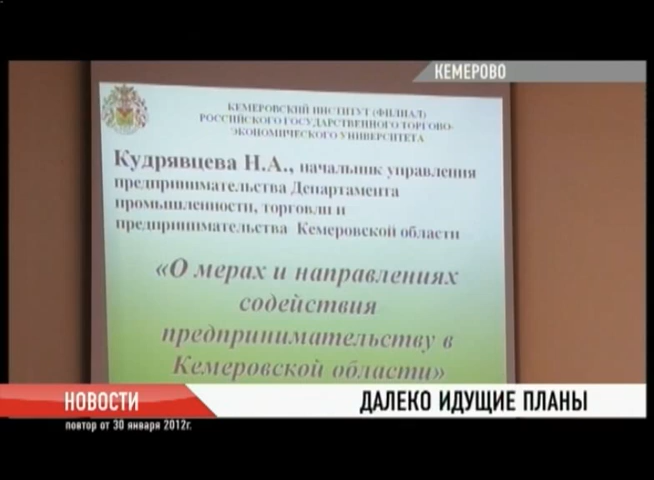 КЕМЕРОВО
КЕМЕРОВСКИЙ ИНСТИТУТ (ФИЛИАЛ)
РОССИЙСКОГО ГОСУДАРСТВЕННОГО ТОРГОВО-
ЭКОНОМИЧЕСКОГО УНИВЕРСИТЕТА
Кудрявцева Н.А., начальник управления
предпринимательства Департамента
промышленности, торговли и
предпринимательства Кемеровской области
«О мерах и направлениях
содействия
предпринимательству в
Кемеровской области»
НОВОСТИ
ДАЛЕКО ИДУЩИЕ ПЛАНЫ
повтор от 30 января 2012г.